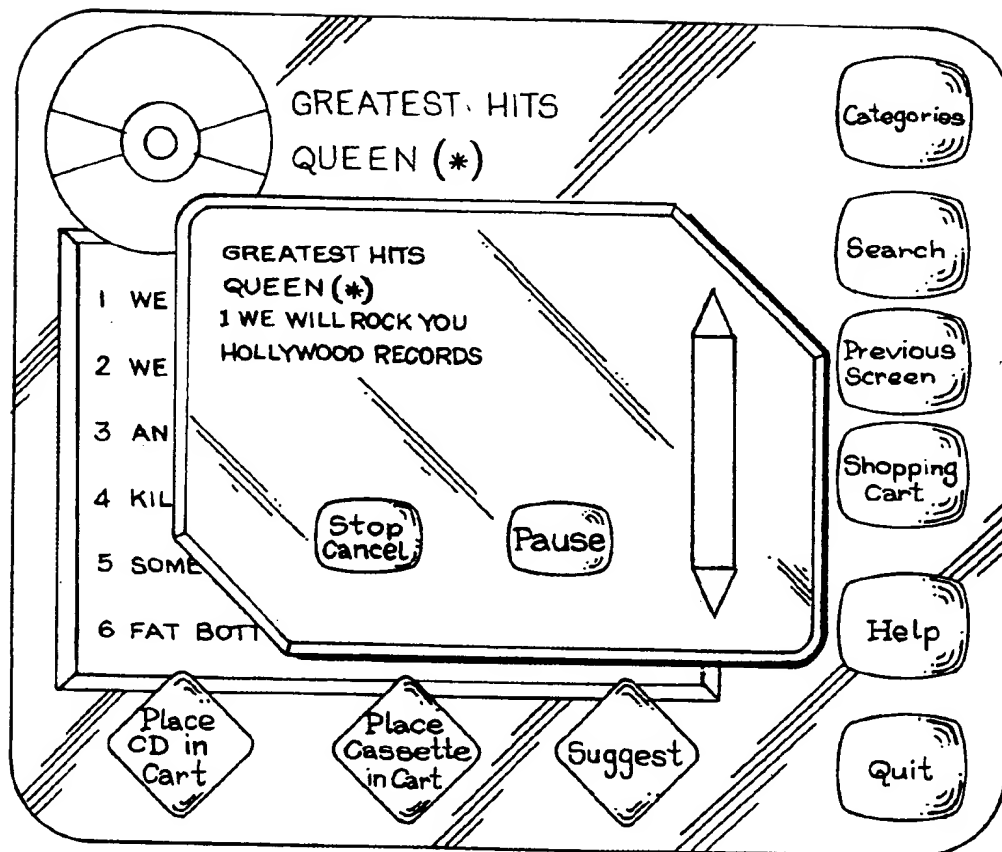 GREATEST HITS
QUEEN (*)
Categories
Search
Previous
Screen
Shopping
Cart
Help
Quit
1 WE
2 WE
3 AN
4 KIL
5 SOME
6 FAT BOTT
GREATEST HITS
QUEEN (*)
1 WE WILL ROCK YOU
HOLLYWOOD RECORDS
Stop
Cancel
Pause
Place
CD in
Cart
Place
Cassette
in Cart
Suggest